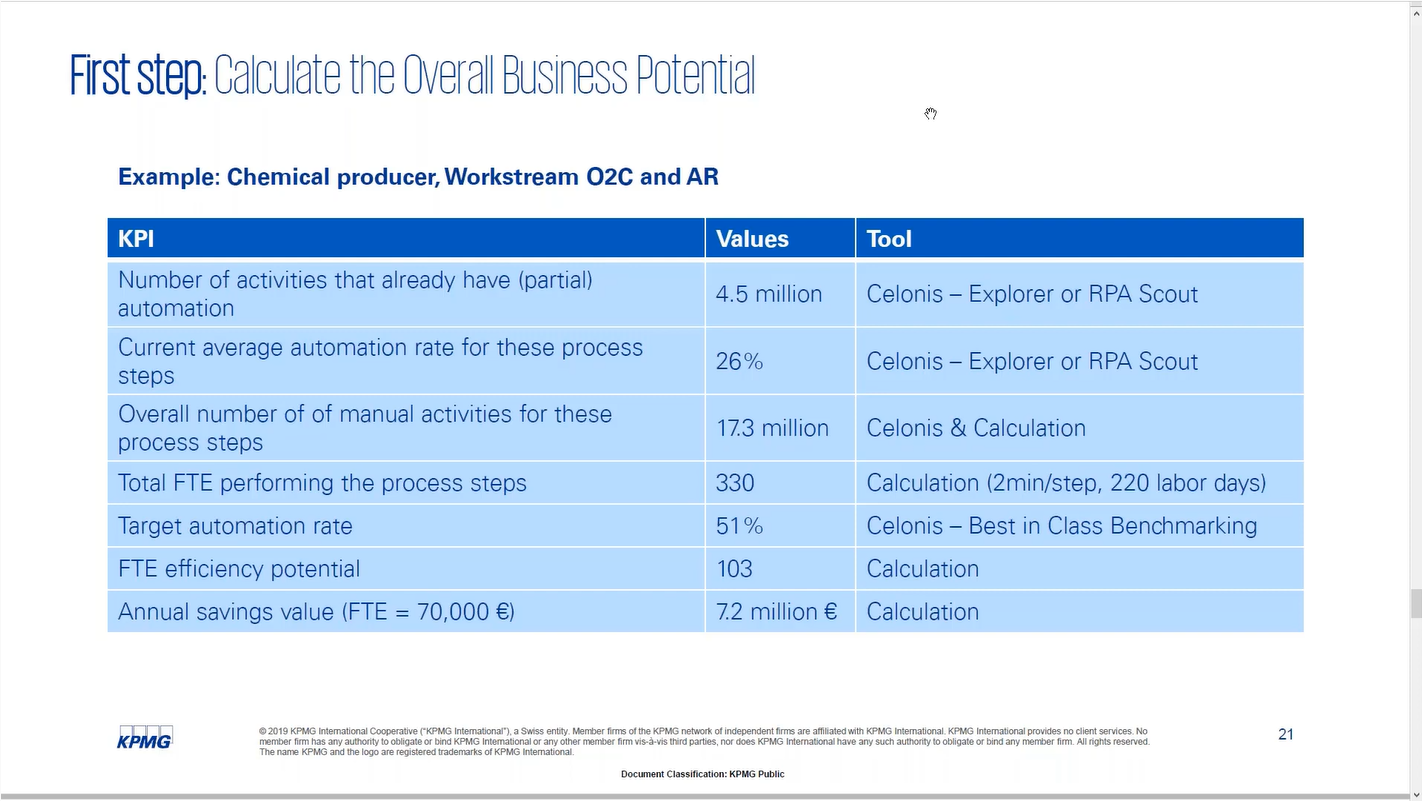 First step: Calculate the Overall Business Potential
Example: Chemical producer, Workstream O2C and AR
KPI Values Tool
Number of activities that already have (partial)
automation
4.5 million Celonis – Explorer or RPA Scout
Current average automation rate for these process
steps
26% Celonis – Explorer or RPA Scout
Overall number of of manual activities for these
process steps
17.3 million Celonis & Calculation
Total FTE performing the process steps 330 Calculation (2min/step, 220 labor days)
Target automation rate 51% Celonis – Best in Class Benchmarking
FTE efficiency potential 103 Calculation
Annual savings value (FTE = 70,000 €) 7.2 million € Calculation
KPMG
© 2019 KPMG International Cooperative (“KPMG International”), a Swiss entity. Member firms of the KPMG network of independent firms are affiliated with KPMG International. KPMG International provides no client services. No
member firm has any authority to obligate or bind KPMG International or any other member firm vis-à-vis third parties, nor does KPMG International have any such authority to obligate or bind any member firm. All rights reserved.
The name KPMG and the logo are registered trademarks of KPMG International.
21
Document Classification: KPMG Public